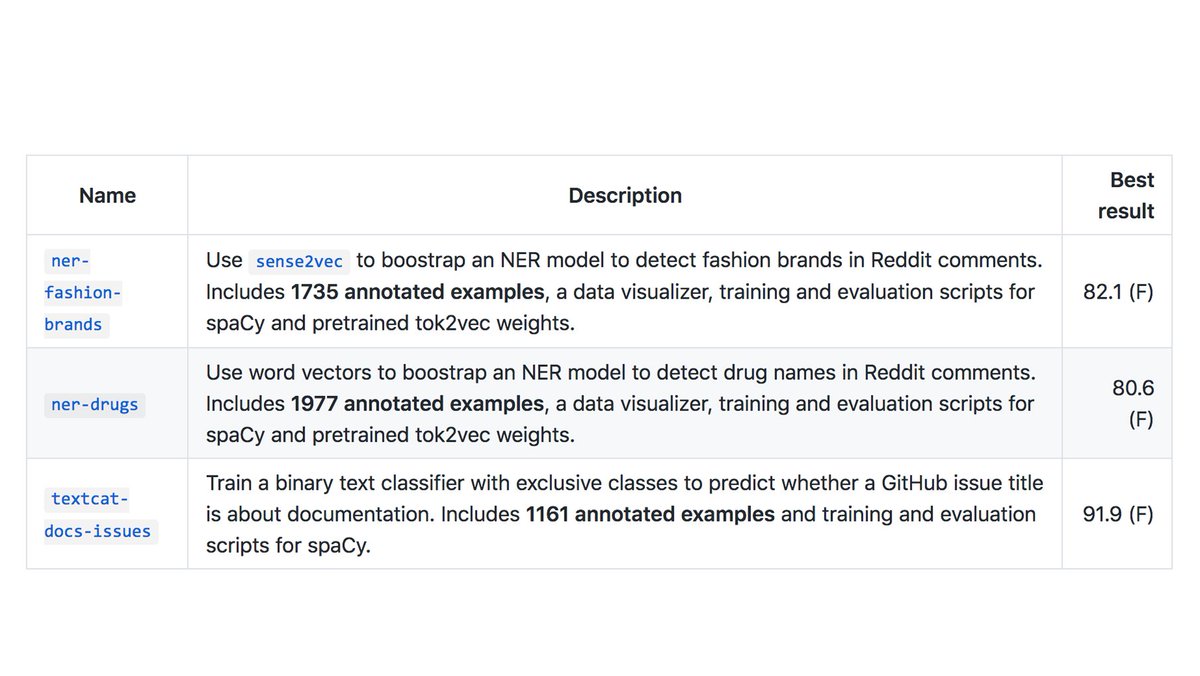 Name
Description
Best
result
ner-
fashion-
brands
Use sense2vec to boostrap an NER model to detect fashion brands in Reddit comments.
Includes 1735 annotated examples, a data visualizer, training and evaluation scripts for
spaCy and pretrained tok2vec weights.
82.1 (F)
ner-drugs
Use word vectors to boostrap an NER model to detect drug names in Reddit comments.
Includes 1977 annotated examples, a data visualizer, training and evaluation scripts for
spaCy and pretrained tok2vec weights.
80.6
(F)
textcat-
docs-issues
Train a binary text classifier with exclusive classes to predict whether a GitHub issue title
is about documentation. Includes 1161 annotated examples and training and evaluation
scripts for spaCy.
91.9 (F)